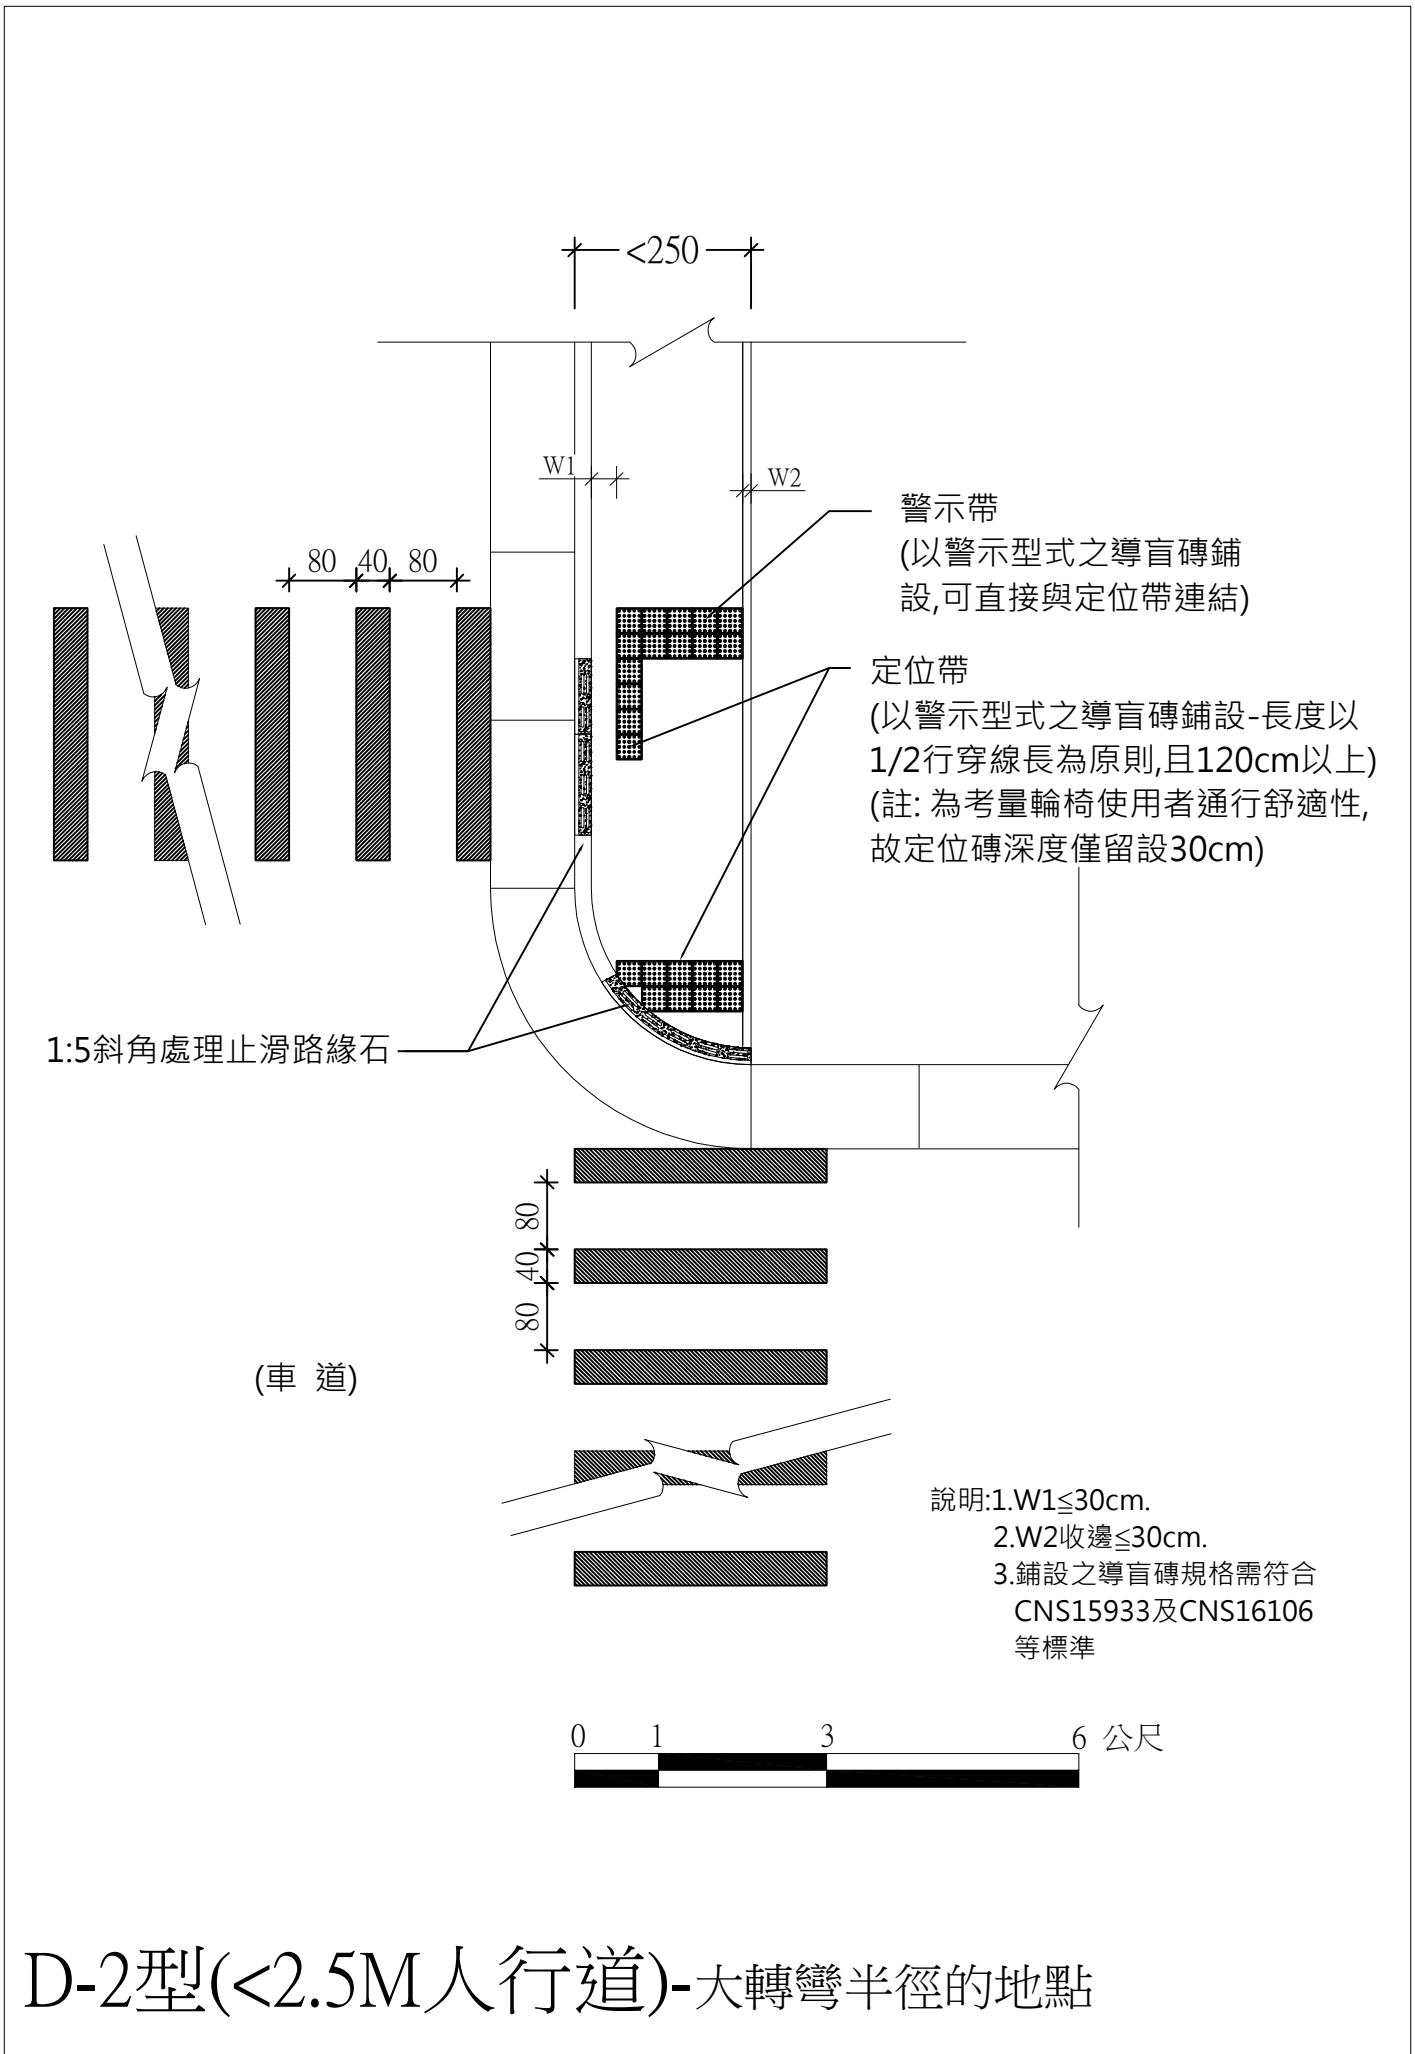 <250
W1
W2
警示帶
(以警示型式之導盲磚鋪
設,可直接與定位帶連結)
80 40 80
定位帶
(以警示型式之導盲磚鋪設-長度以
1/2行穿線長為原則,且120cm以上)
(註: 為考量輪椅使用者通行舒適性,
故定位磚深度僅留設30cm)
1:5斜角處理止滑路緣石
80
40
80
(車 道)
說明:1.W1≦30cm.
2.W2收邊≦30cm.
3.鋪設之導盲磚規格需符合
CNS15933及CNS16106
等標準
0 1 3 6 公尺
D-2型(<2.5M人行道)-大轉彎半徑的地點